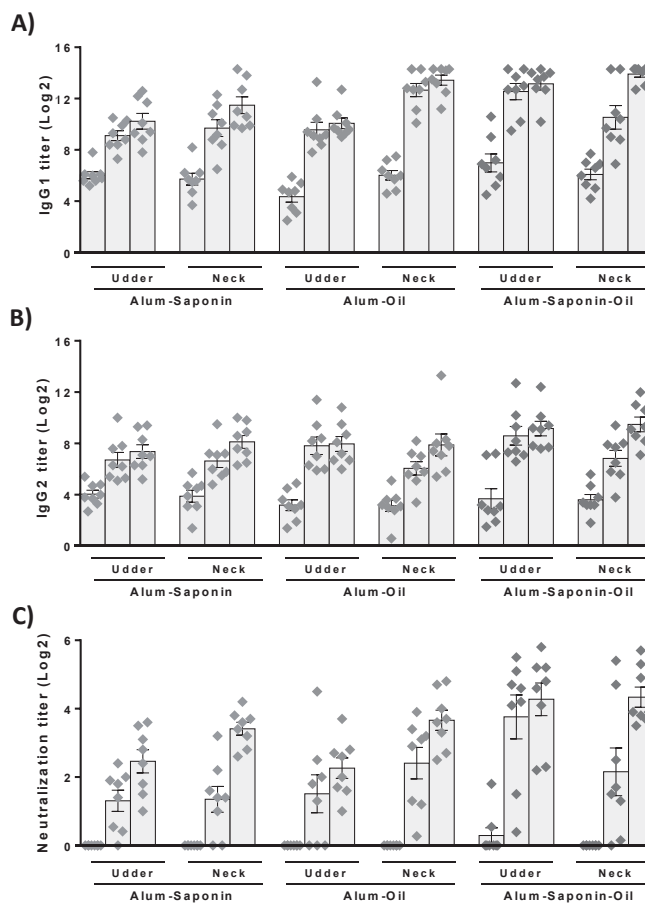 A)
IgG1 titer (Log2)
16
12
8
4
0
Udder Neck Udder Neck Udder Neck
Alum-Saponin Alum-Oil Alum-Saponin-Oil
B)
IgG2 titer (Log2)
16
12
8
4
0
Udder Neck Udder Neck Udder Neck
Alum-Saponin Alum-Oil Alum-Saponin-Oil
C)
Neutralization titer (Log2)
6
4
2
0
Udder Neck Udder Neck Udder Neck
Alum-Saponin Alum-Oil Alum-Saponin-Oil